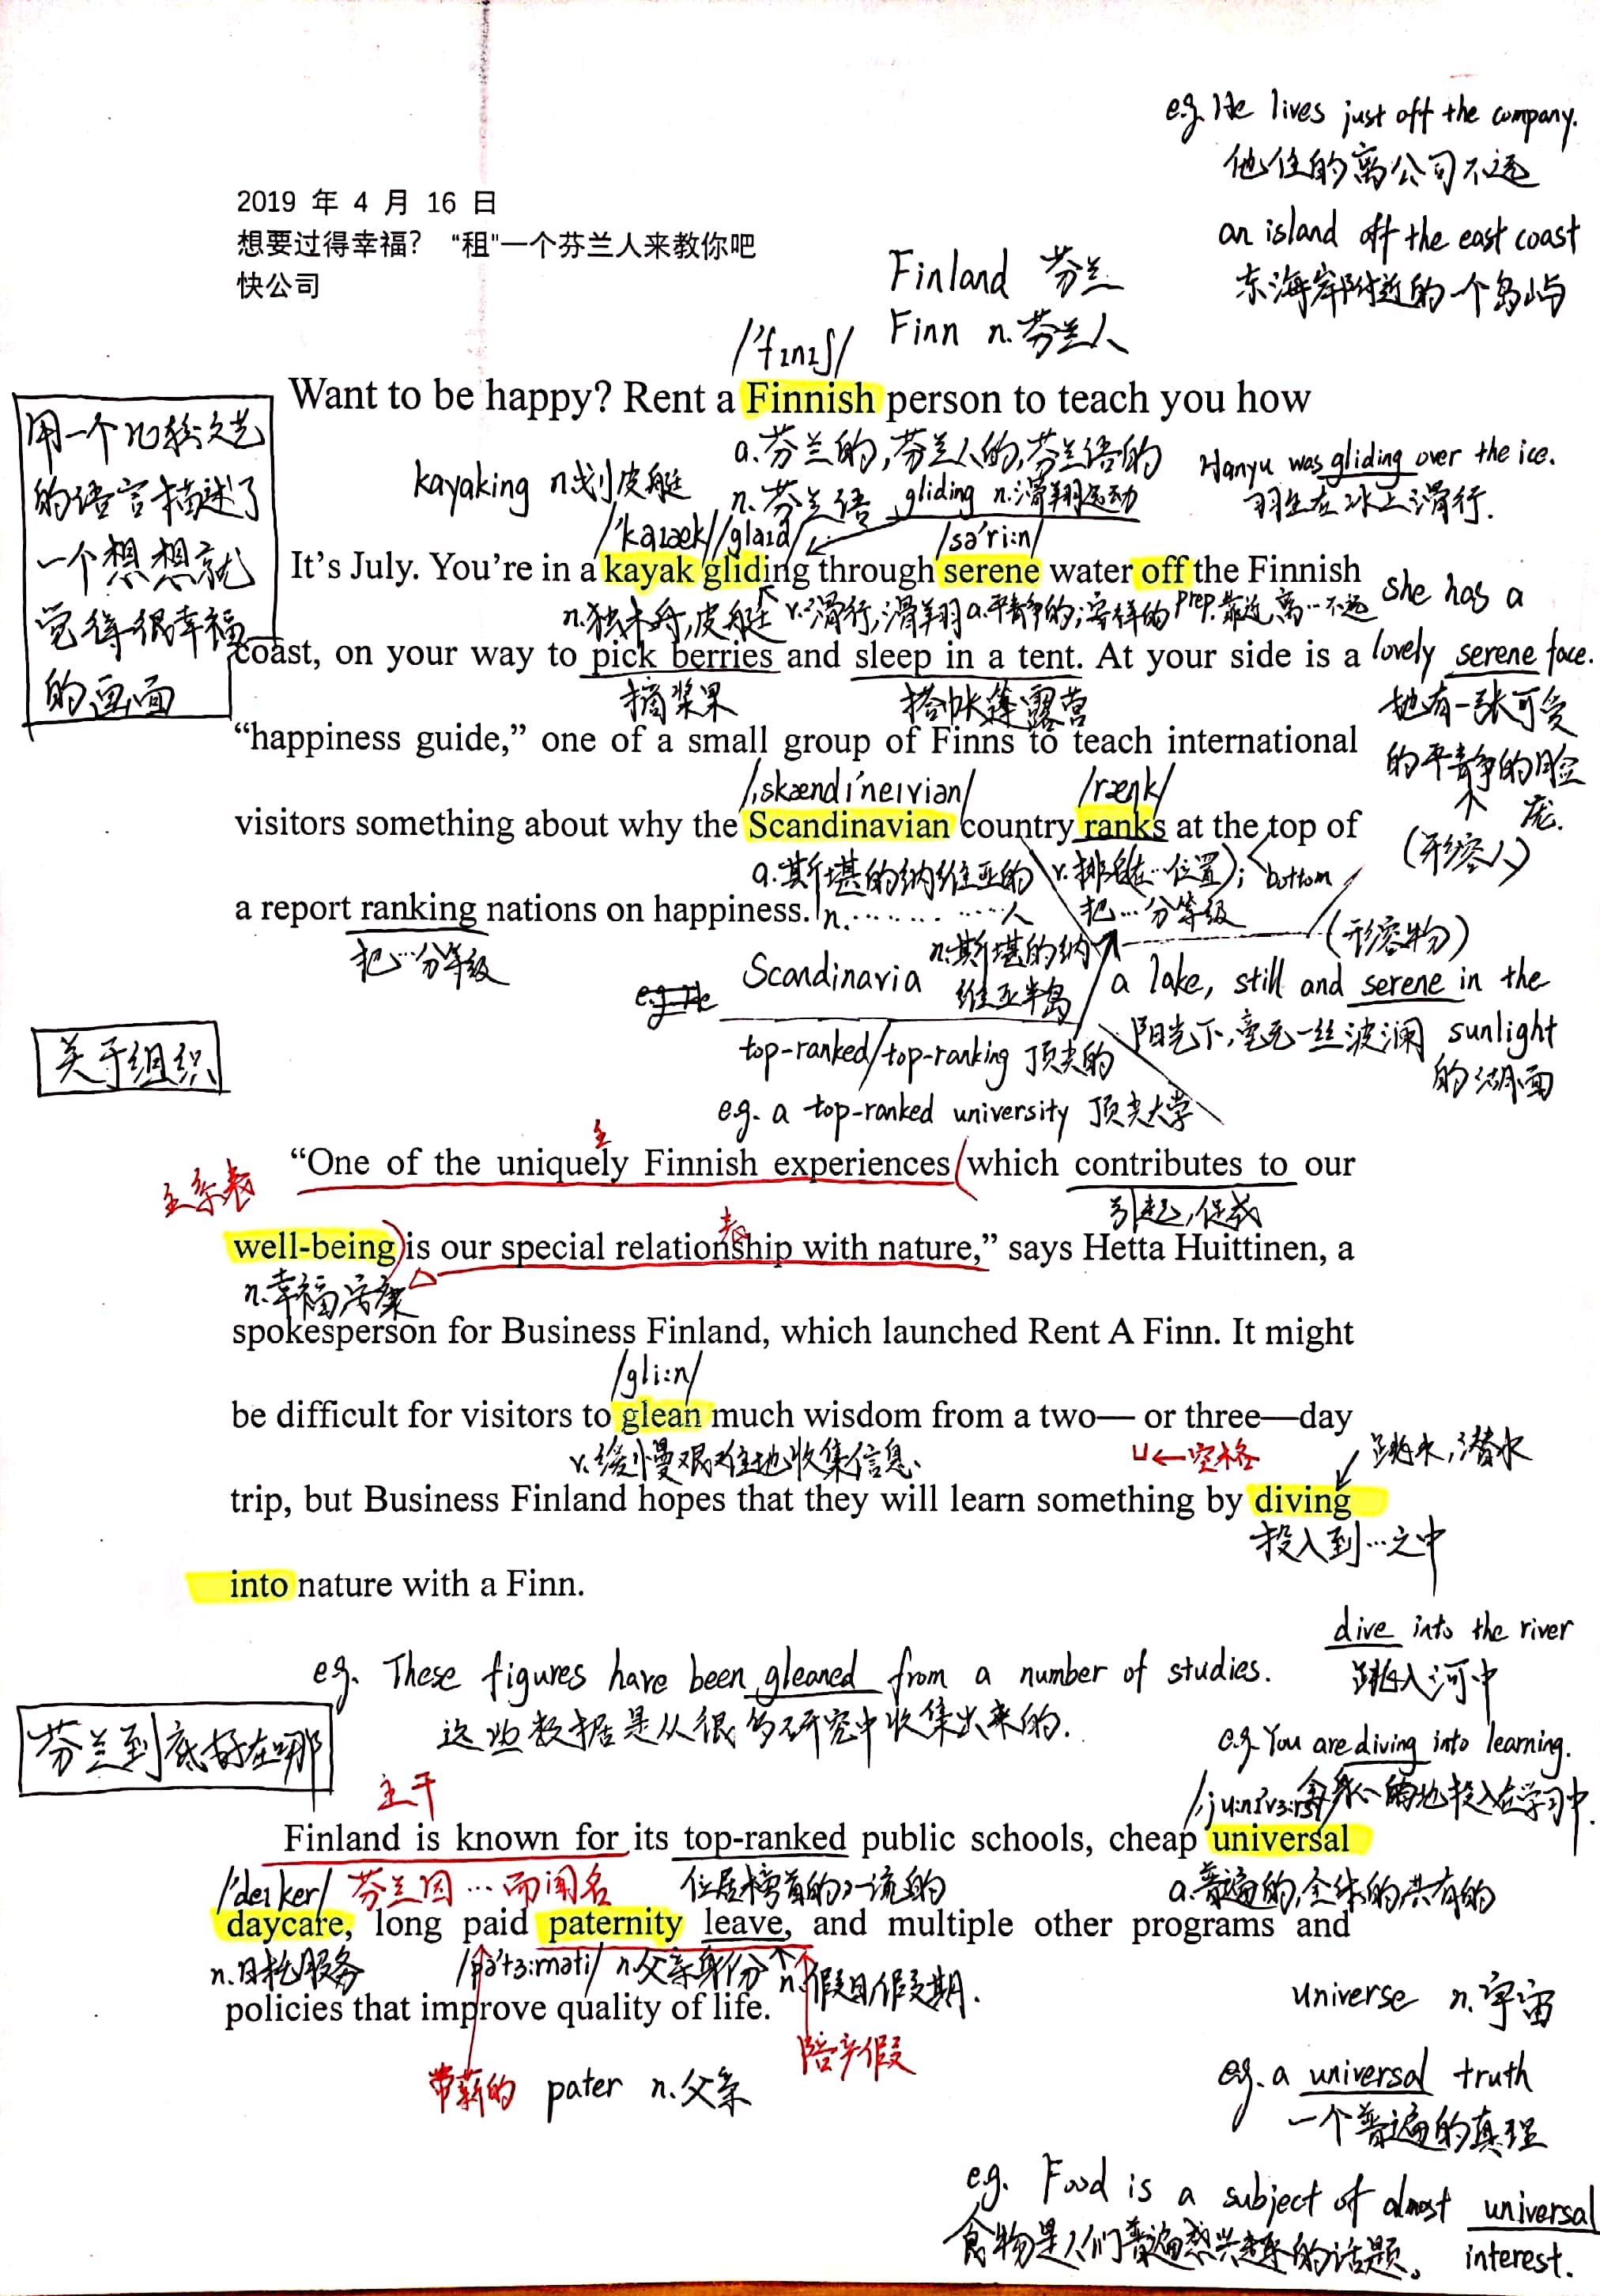 e.g. He lives just off the company.
他住的离公司不远
an island off the east coast
东海岸附近的一个岛屿
2019 年 4 月 16 日
想要过得幸福？ “租"一个芬兰人来教你吧
快公司
Finland 芬兰
Finn n.芬兰人
/'fɪnɪʃ/
Want to be happy? Rent a Finnish person to teach you how
a.芬兰的,芬兰人的,芬兰语的
n.芬兰语
用一个比较文艺
的语言描述了
一个想想就
觉得很幸福
的画面
kayaking n.划皮艇
gliding n.滑翔运动
Hanyu was gliding over the ice.
羽生在冰上滑行.
/'kaɪæk/ /glaɪd/ /sə'ri:n/
It’s July. You’re in a kayak gliding through serene water off the Finnish
n.独木舟,皮艇 v.滑行,滑翔 a.平静的;安详的 prep.靠近,离…不远
coast, on your way to pick berries and sleep in a tent. At your side is a
摘浆果 搭帐篷露营
she has a
lovely serene face.
她有一张可爱
的平静的脸
庞.
(形容人)
“happiness guide,” one of a small group of Finns to teach international
/ˌskændɪ'neɪvian/ /ræŋk/
visitors something about why the Scandinavian country ranks at the top of
a.斯堪的纳维亚的 v.排名(在…位置); bottom
n.………人 把…分等级
a report ranking nations on happiness.
把…分等级
Scandinavia n.斯堪的纳
维亚半岛
(形容物)
a lake, still and serene in the
sunlight
阳光下,毫无一丝波澜
的湖面
e.g. He
top-ranked/top-ranking 顶尖的
e.g. a top-ranked university 顶尖大学
关于组织
主
“One of the uniquely Finnish experiences (which contributes to our
主系表 引起,促成
表
well-being) is our special relationship with nature,” says Hetta Huittinen, a
n.幸福,安康
spokesperson for Business Finland, which launched Rent A Finn. It might
/gli:n/
be difficult for visitors to glean much wisdom from a two— or three—day
v.缓慢艰难地收集信息. ←空格 跳水,潜水
trip, but Business Finland hopes that they will learn something by diving
投入到…之中
into nature with a Finn.
dive into the river
跳入河中
e.g. These figures have been gleaned from a number of studies.
这些数据是从很多研究中收集出来的.
e.g. You are diving into learning.
全身心的地投入在学习中.
芬兰到底好在哪
主干
/ˌju:nɪ'vɜ:rsl/
Finland is known for its top-ranked public schools, cheap universal
/'deɪker/ 芬兰因…而闻名 位居榜首的,一流的 a.普遍的,全体的,共有的
daycare, long paid paternity leave, and multiple other programs and
n.日托服务 /pə'tɜ:rnəti/ n.父亲身份 n.假日,假期.
policies that improve quality of life.
带薪的 pater n.父亲 陪产假
universe n.宇宙
e.g. a universal truth
一个普遍的真理
e.g. Food is a subject of almost universal
interest.
食物是人们普遍感兴趣的话题。